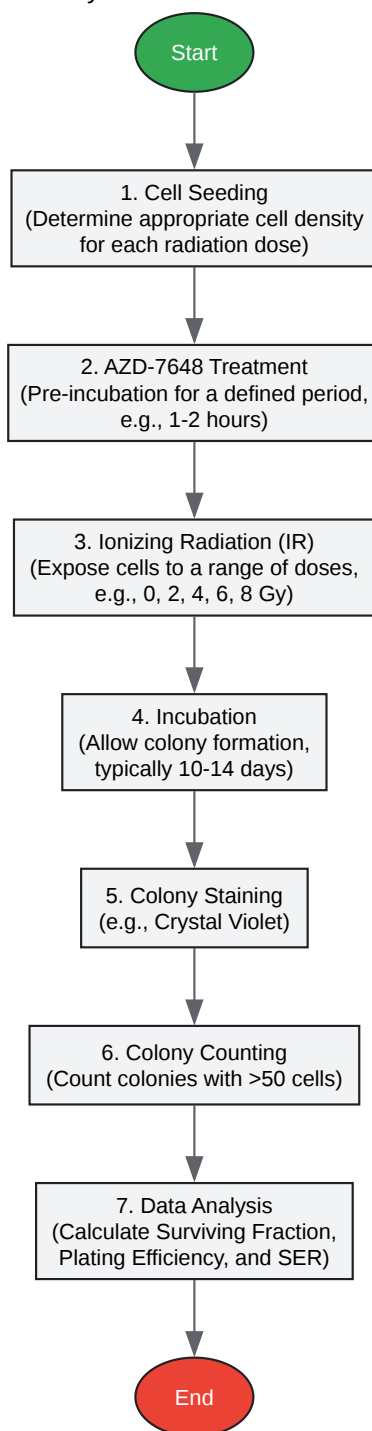 Start
1. Cell Seeding
(Determine appropriate cell density
for each radiation dose)
2. AZD-7648 Treatment
(Pre-incubation for a defined period,
e.g., 1-2 hours)
3. Ionizing Radiation (IR)
(Expose cells to a range of doses,
e.g., 0, 2, 4, 6, 8 Gy)
4. Incubation
(Allow colony formation,
typically 10-14 days)
5. Colony Staining
(e.g., Crystal Violet)
6. Colony Counting
(Count colonies with >50 cells)
7. Data Analysis
(Calculate Surviving Fraction,
Plating Efficiency, and SER)
End